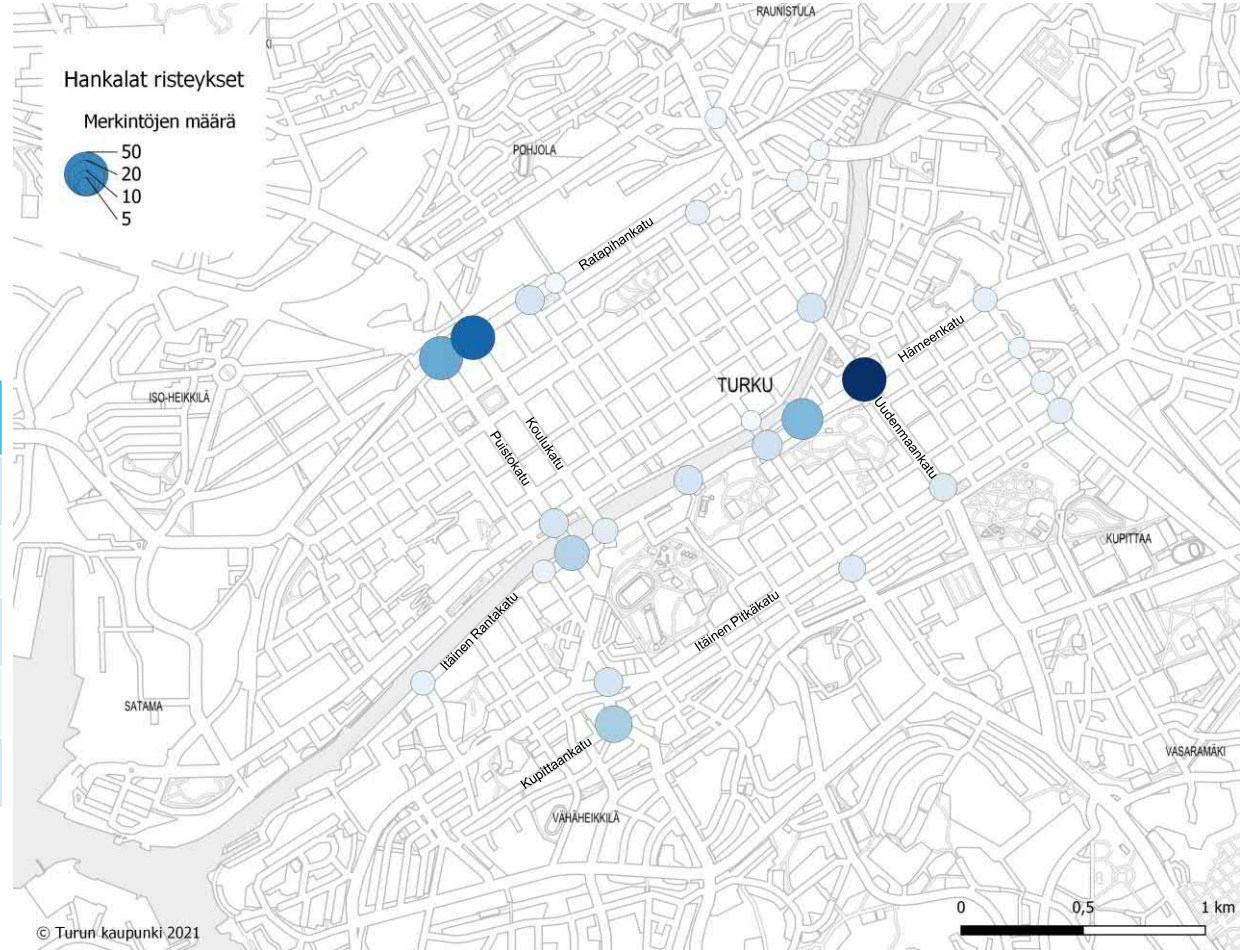 RAUNISTULA
KI
Hankalat risteykset
Merkintöjen määrä
50
20
10
5
POHJOLA
Ratapihankatu
Hämeenkatu
TURKU
ISO-HEIKKILÄ
Koulukatu
Puistokatu
Uudenmaankatu
KUPITTAA
Itäinen Rantakatu
Itäinen Pitkäkatu
SATAMA
Kupittaankatu
VASARAMÄKI
VÄHÄHEIKKILÄ
0 0,5 1 km
© Turun kaupunki 2021